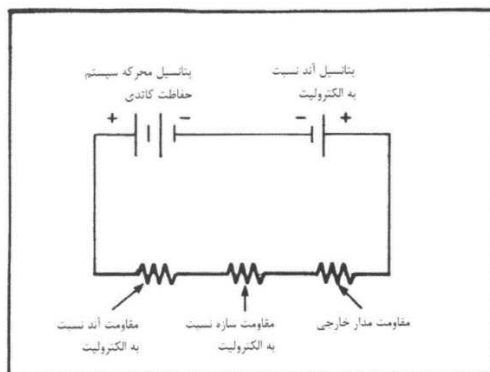 پتانسیل محرکه سیستم
حفاظت کاتدی
پتانسیل آند نسبت
به الکترولیت
+ −
− +
مقاومت آند نسبت
به الکترولیت
مقاومت سازه نسبت
به الکترولیت
مقاومت مدار خارجی